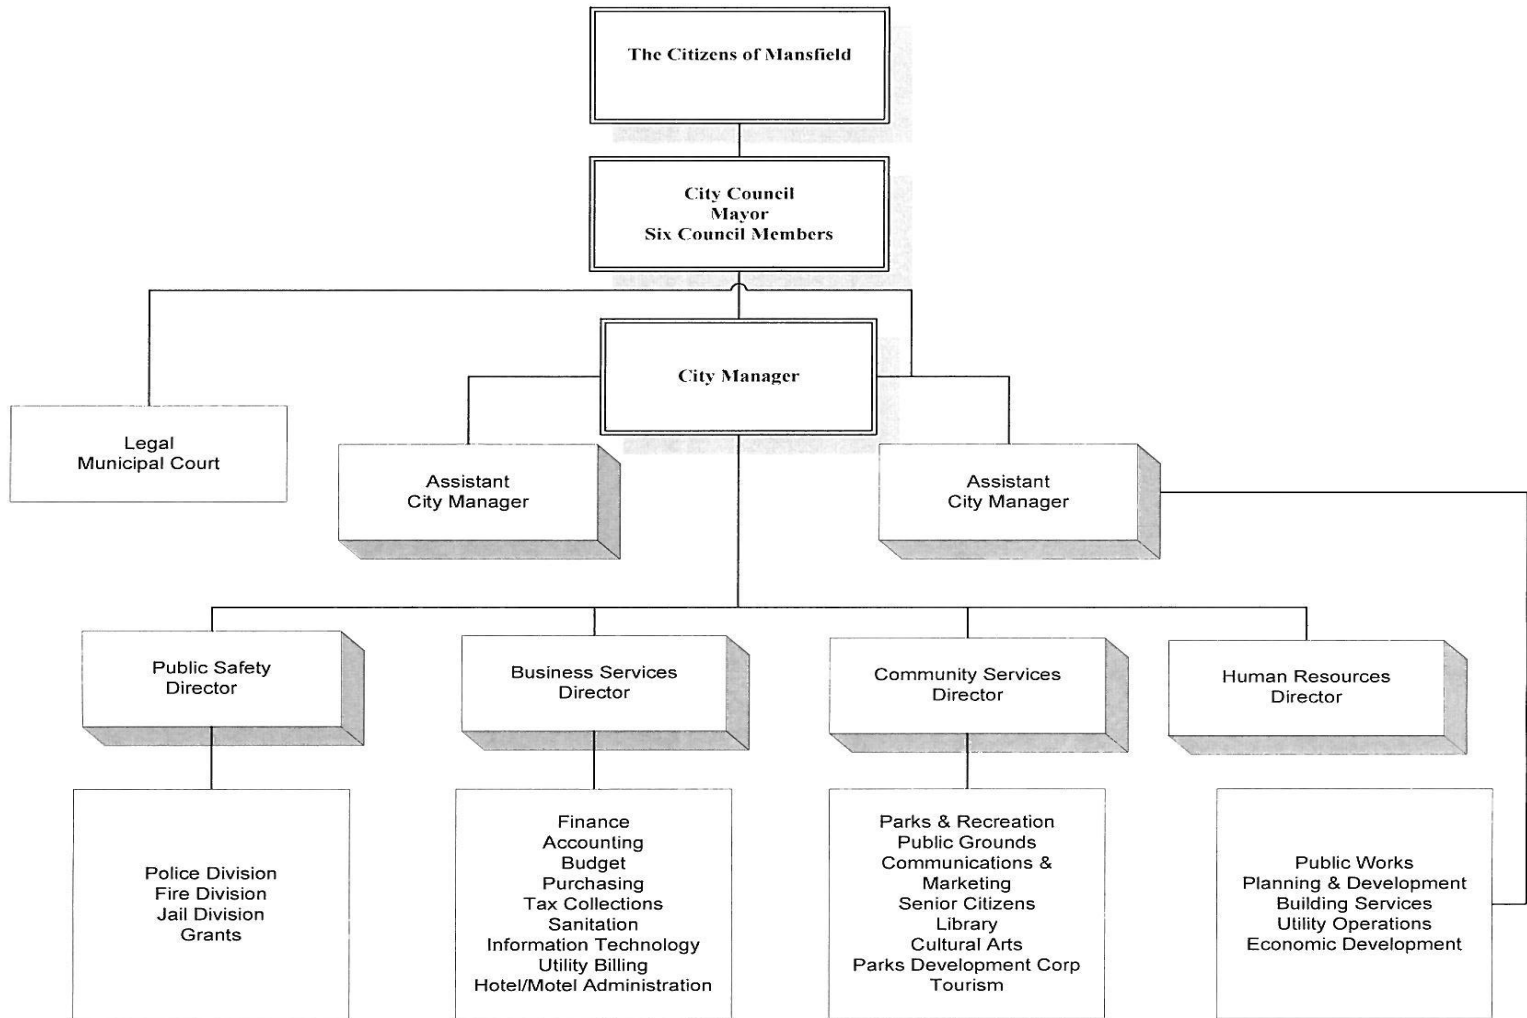 The Citizens of Mansfield
City Council
Mayor
Six Council Members
City Manager
Legal
Municipal Court
Assistant
City Manager
Assistant
City Manager
Public Safety
Director
Business Services
Director
Community Services
Director
Human Resources
Director
Police Division
Fire Division
Jail Division
Grants
Finance
Accounting
Budget
Purchasing
Tax Collections
Sanitation
Information Technology
Utility Billing
Hotel/Motel Administration
Parks & Recreation
Public Grounds
Communications &
Marketing
Senior Citizens
Library
Cultural Arts
Parks Development Corp
Tourism
Public Works
Planning & Development
Building Services
Utility Operations
Economic Development